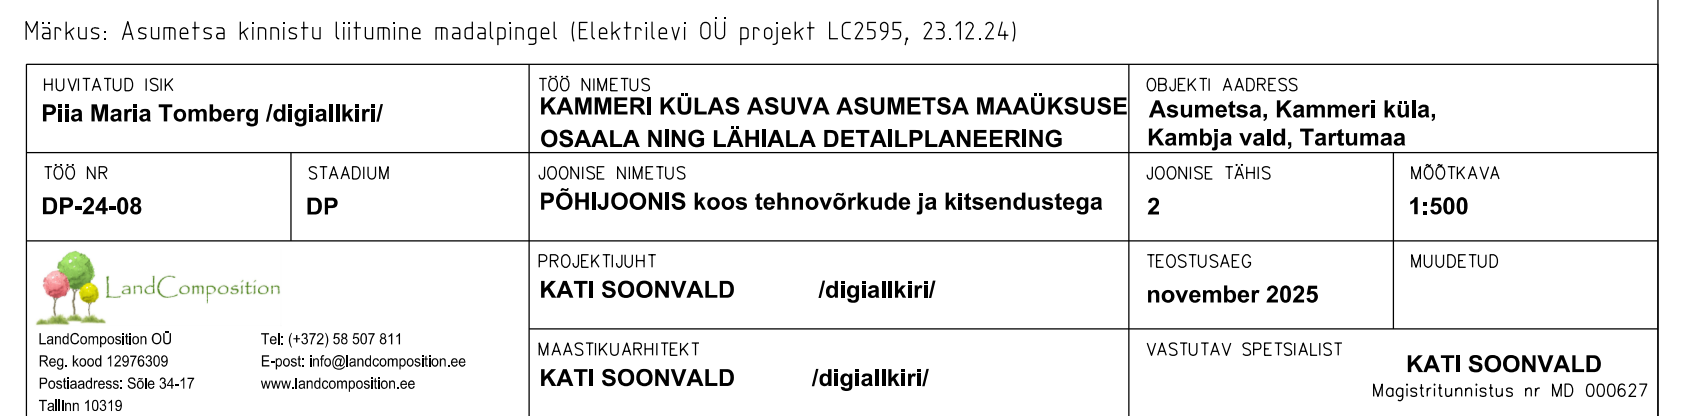 Märkus: Asumetsa kinnistu liitumine madalpingel (Elektrilevi OÜ projekt LC2595, 23.12.24)
HUVITATUD ISIK
Piia Maria Tomberg /digiallkiri/
TÖÖ NIMETUS
KAMMERI KÜLAS ASUVA ASUMETSA MAAÜKSUSE
OSAALA NING LÄHIALA DETAILPLANEERING
OBJEKTI AADRESS
Asumetsa, Kammeri küla,
Kambja vald, Tartumaa
TÖÖ NR
DP-24-08
STAADIUM
DP
JOONISE NIMETUS
PÕHIJOONIS koos tehnovõrkude ja kitsendustega
JOONISE TÄHIS
2
MÕÕTKAVA
1:500
LandComposition
LandComposition OÜ
Reg. kood 12976309
Postiaadress: Sõle 34-17
Tallinn 10319
Tel: (+372) 58 507 811
E-post: info@landcomposition.ee
www.landcomposition.ee
PROJEKTIJUHT
KATI SOONVALD /digiallkiri/
TEOSTUSAEG
november 2025
MUUDETUD
MAASTIKUARHITEKT
KATI SOONVALD /digiallkiri/
VASTUTAV SPETSIALIST
KATI SOONVALD
Magistritunnistus nr MD 000627